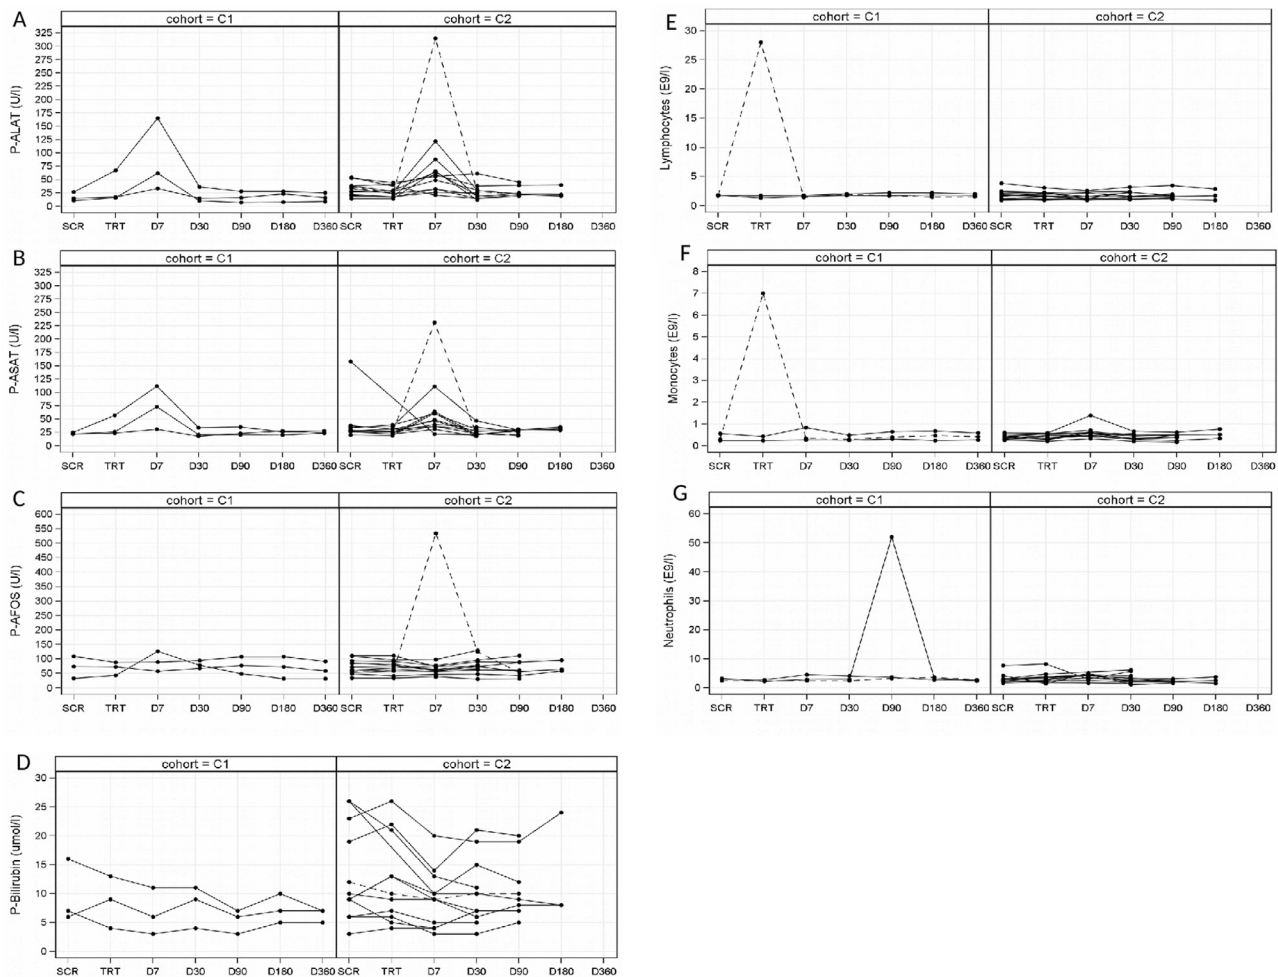 A
cohort = C1 cohort = C2
P-ALAT (U/l)
325
300
275
250
225
200
175
150
125
100
75
50
25
0
SCR TRT D7 D30 D90 D180 D360 SCR TRT D7 D30 D90 D180 D360
B
cohort = C1 cohort = C2
P-ASAT (U/l)
325
300
275
250
225
200
175
150
125
100
75
50
25
0
SCR TRT D7 D30 D90 D180 D360 SCR TRT D7 D30 D90 D180 D360
C
cohort = C1 cohort = C2
P-AFOS (U/l)
600
550
500
450
400
350
300
250
200
150
100
50
0
SCR TRT D7 D30 D90 D180 D360 SCR TRT D7 D30 D90 D180 D360
D
cohort = C1 cohort = C2
P-Bilirubin (umol/l)
30
25
20
15
10
5
0
SCR TRT D7 D30 D90 D180 D360 SCR TRT D7 D30 D90 D180 D360
E
cohort = C1 cohort = C2
Lymphocytes (E9/l)
30
25
20
15
10
5
0
SCR TRT D7 D30 D90 D180 D360 SCR TRT D7 D30 D90 D180 D360
F
cohort = C1 cohort = C2
Monocytes (E9/l)
8
7
6
5
4
3
2
1
0
SCR TRT D7 D30 D90 D180 D360 SCR TRT D7 D30 D90 D180 D360
G
cohort = C1 cohort = C2
Neutrophils (E9/l)
60
50
40
30
20
10
0
SCR TRT D7 D30 D90 D180 D360 SCR TRT D7 D30 D90 D180 D360